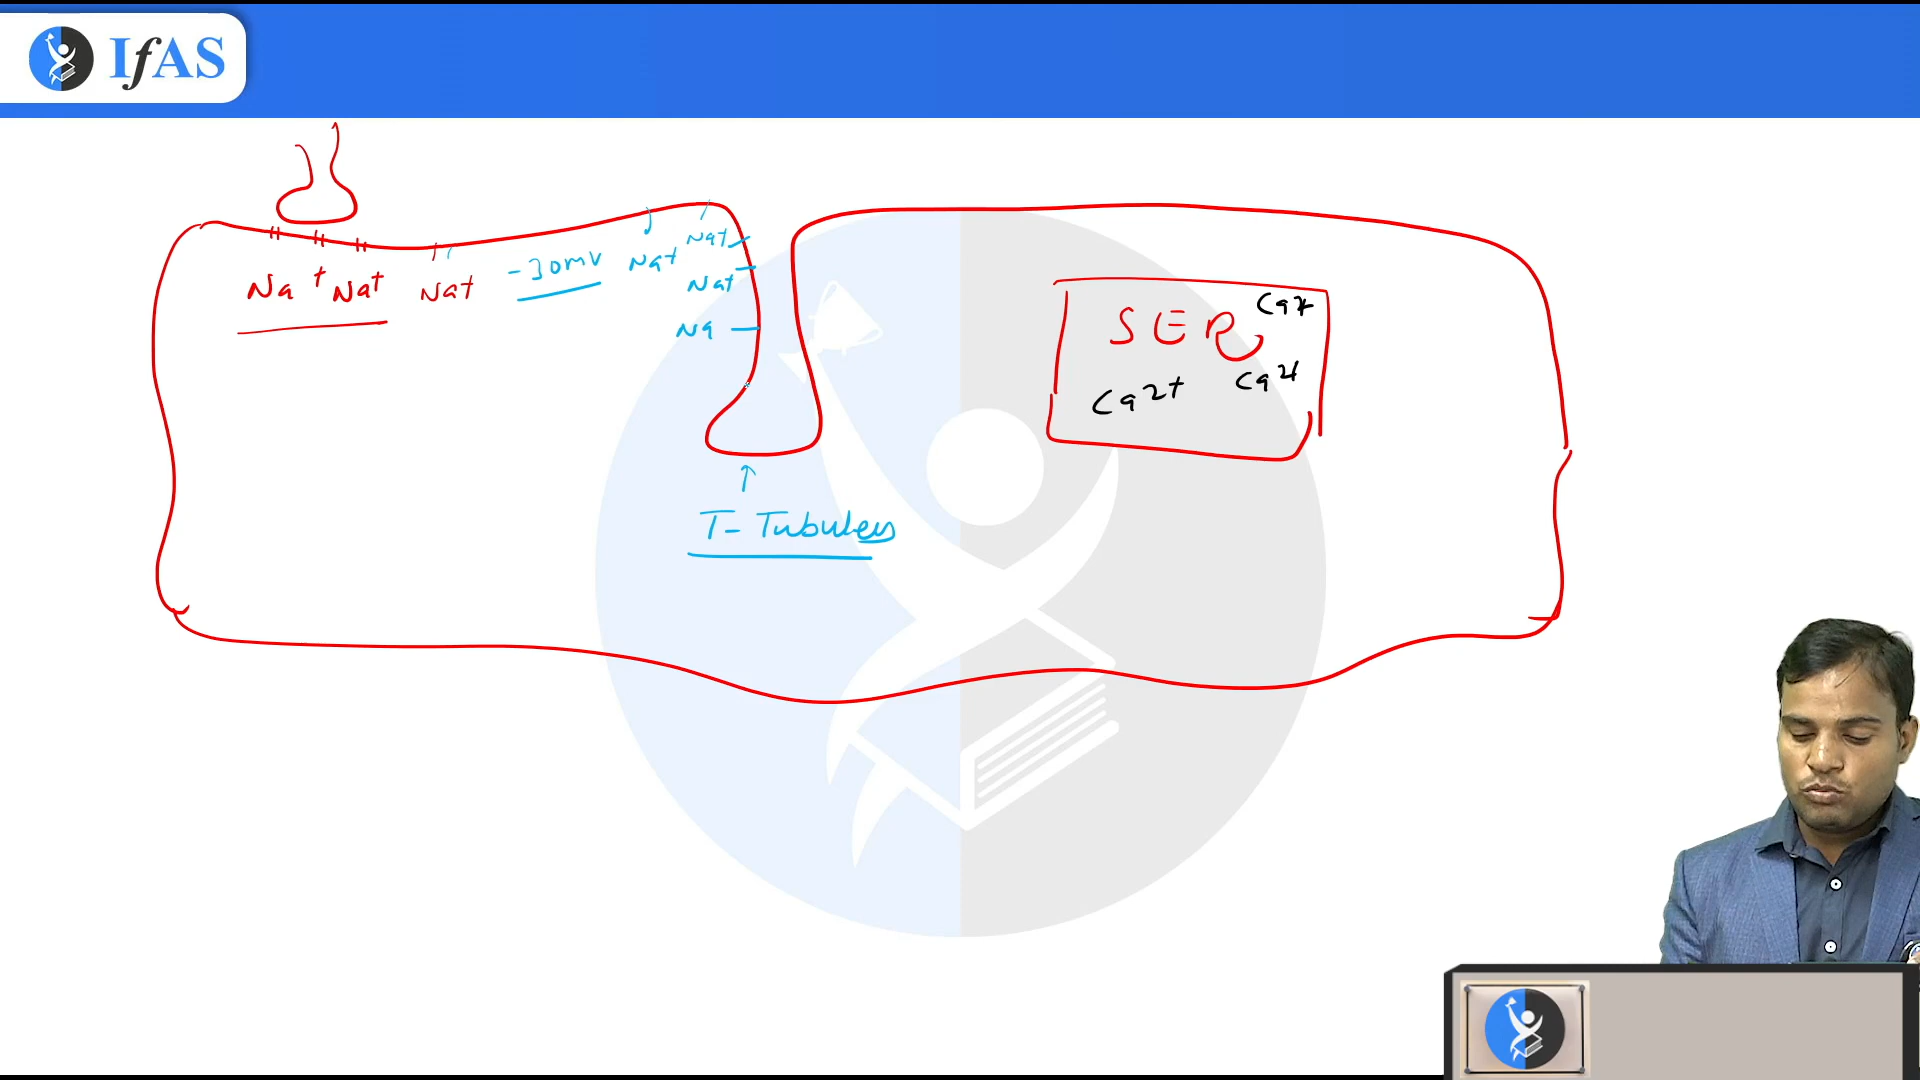 IfAS
Na+ Na+ Na+ -30mV Na+ Na+
Na+
Na
SER Ca2+
Ca2+ Ca2+
T-Tubules